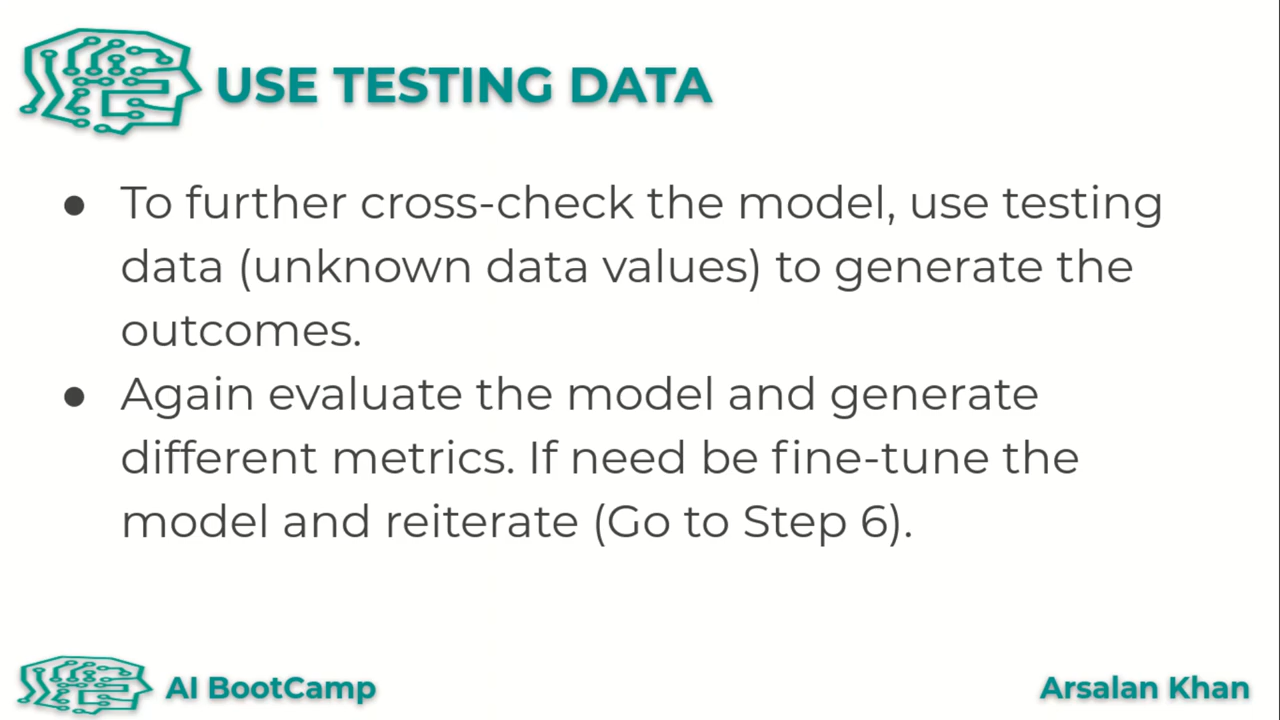 USE TESTING DATA
● To further cross-check the model, use testing
data (unknown data values) to generate the
outcomes.
● Again evaluate the model and generate
different metrics. If need be fine-tune the
model and reiterate (Go to Step 6).
AI BootCamp
Arsalan Khan